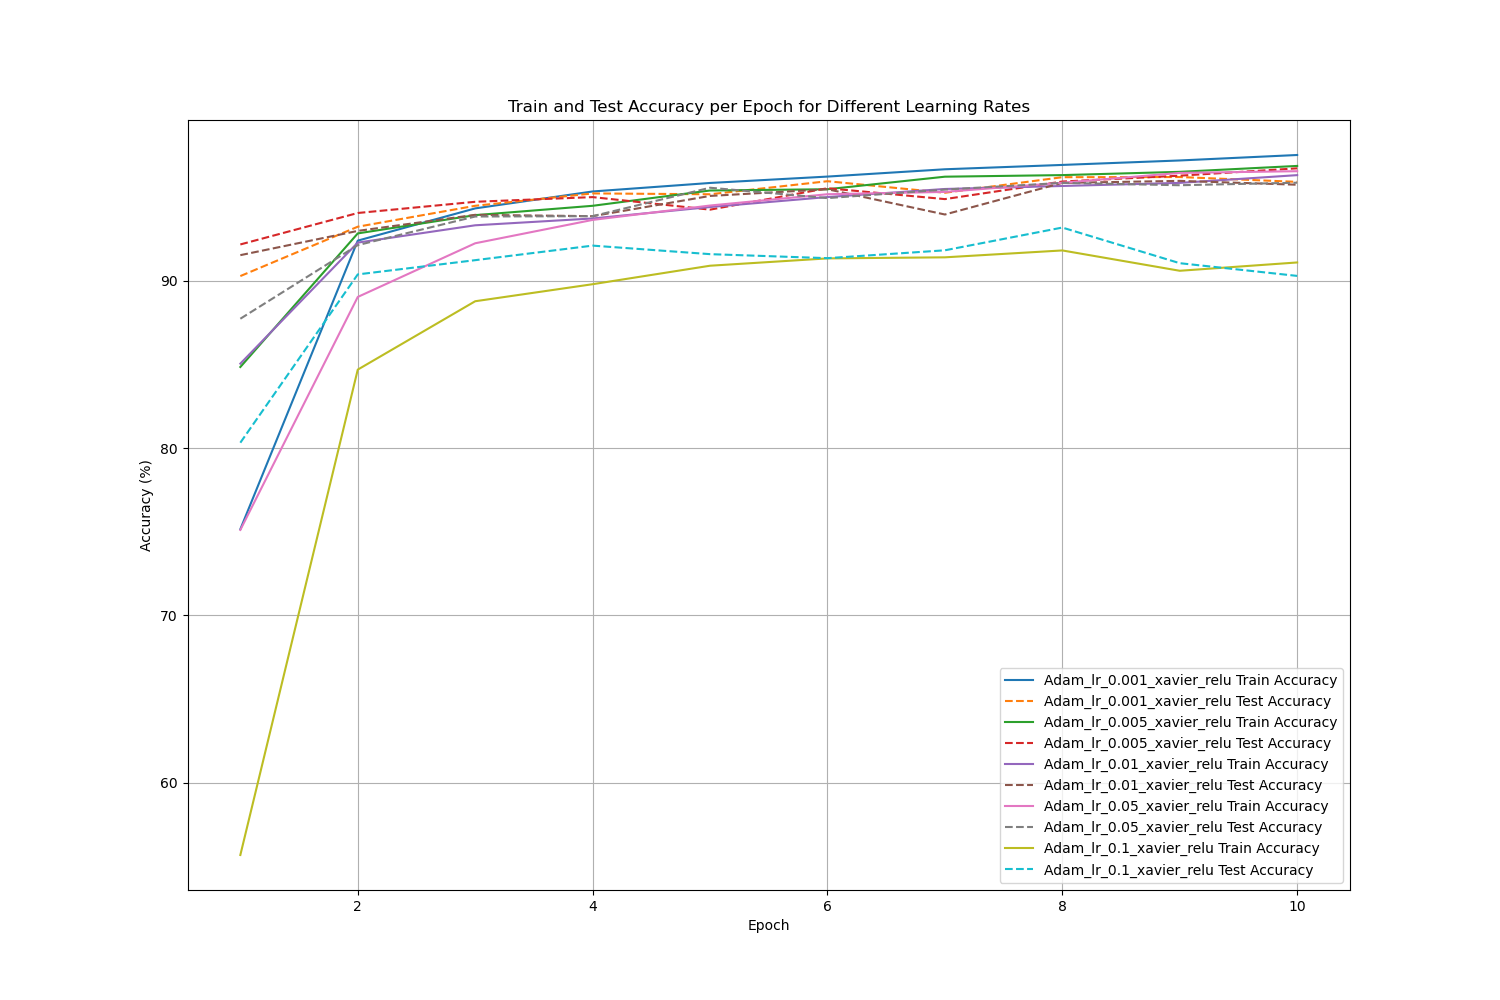 Train and Test Accuracy per Epoch for Different Learning Rates
90
80
70
60
Accuracy (%)
2
4
6
8
10
Epoch
Adam_lr_0.001_xavier_relu Train Accuracy
Adam_lr_0.001_xavier_relu Test Accuracy
Adam_lr_0.005_xavier_relu Train Accuracy
Adam_lr_0.005_xavier_relu Test Accuracy
Adam_lr_0.01_xavier_relu Train Accuracy
Adam_lr_0.01_xavier_relu Test Accuracy
Adam_lr_0.05_xavier_relu Train Accuracy
Adam_lr_0.05_xavier_relu Test Accuracy
Adam_lr_0.1_xavier_relu Train Accuracy
Adam_lr_0.1_xavier_relu Test Accuracy